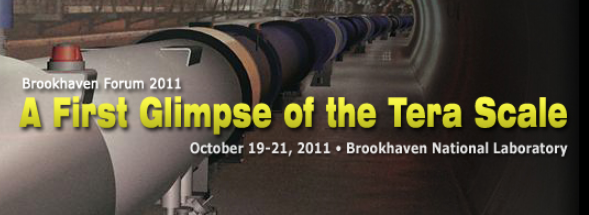 Brookhaven Forum 2011
A First Glimpse of the Tera Scale
October 19-21, 2011 • Brookhaven National Laboratory